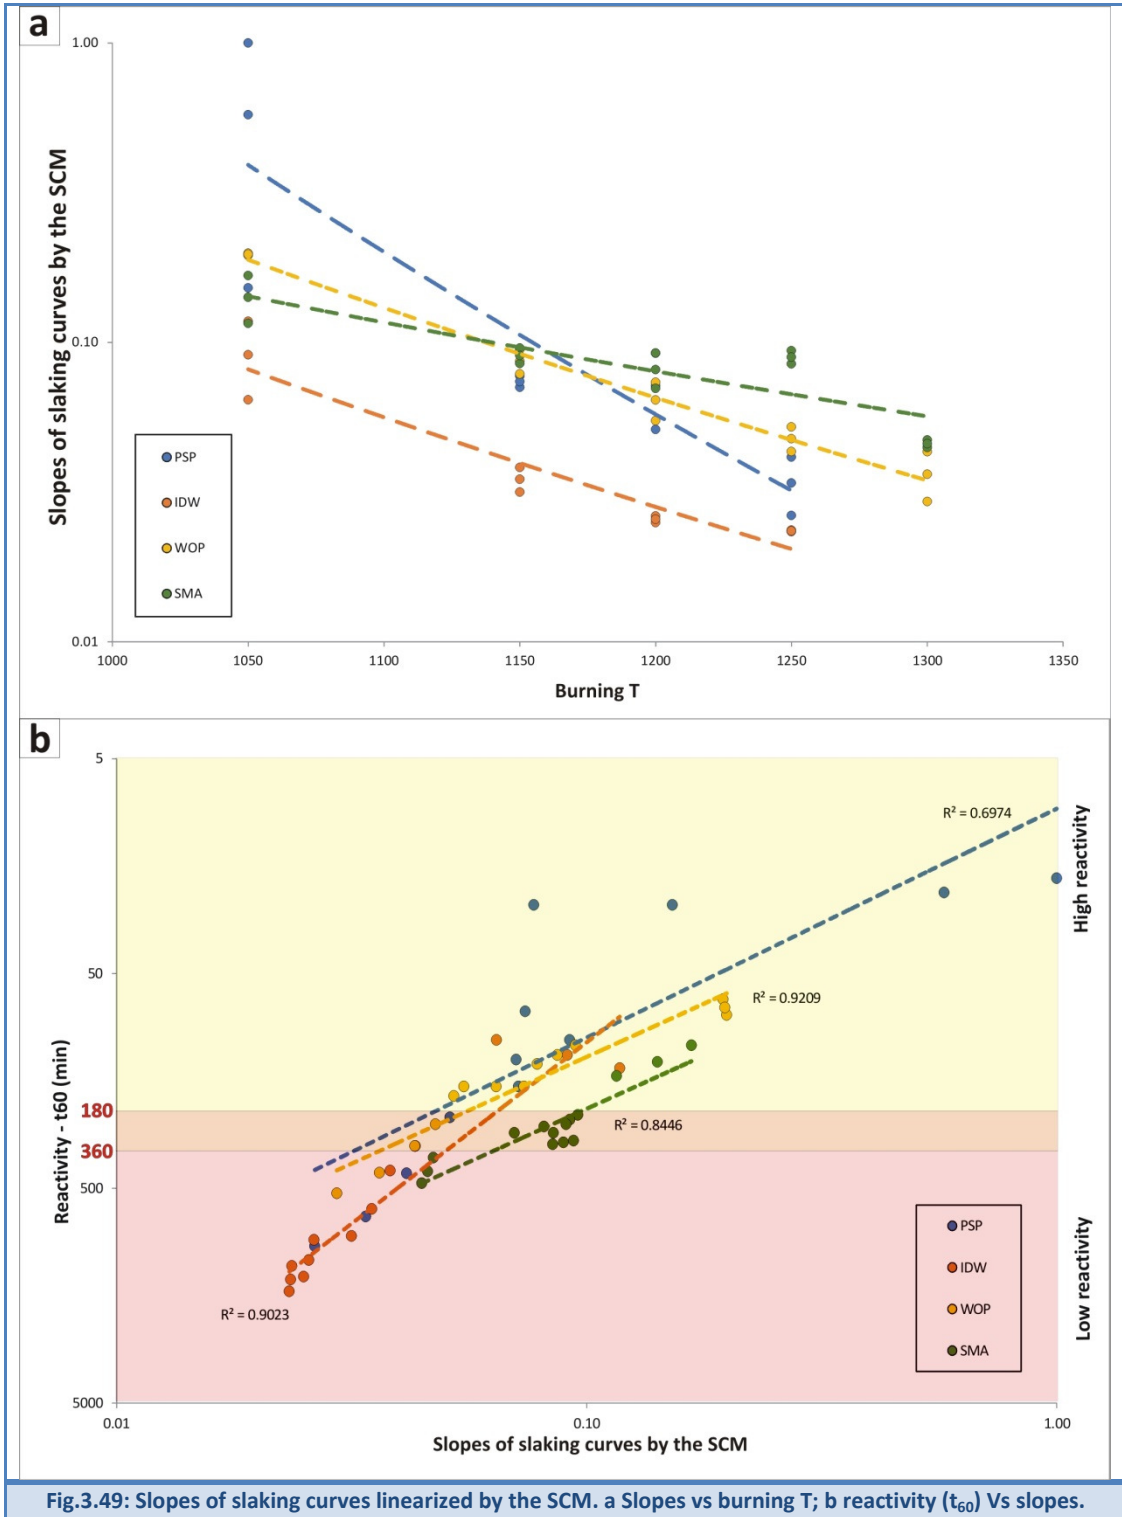 a
1.00
0.10
0.01
Slopes of slaking curves by the SCM
PSP
IDW
WOP
SMA
1000 1050 1100 1150 1200 1250 1300 1350
Burning T
b
5
50
180
360
500
5000
Reactivity - t60 (min)
R² = 0.6974
R² = 0.9209
R² = 0.8446
R² = 0.9023
High reactivity
Low reactivity
PSP
IDW
WOP
SMA
0.01 0.10 1.00
Slopes of slaking curves by the SCM
Fig.3.49: Slopes of slaking curves linearized by the SCM. a Slopes vs burning T; b reactivity (t₆₀) Vs slopes.